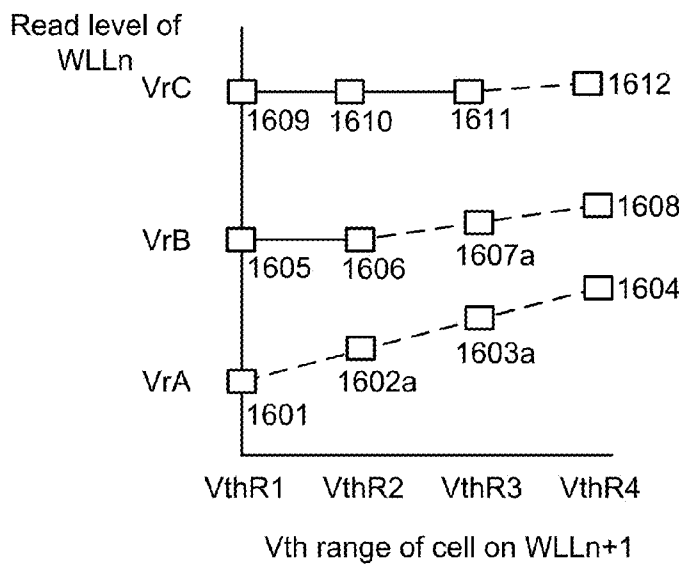 Read level of
WLLn
VrC
1609
1610
1611
1612
VrB
1605
1606
1607a
1608
VrA
1601
1602a
1603a
1604
VthR1 VthR2 VthR3 VthR4
Vth range of cell on WLLn+1